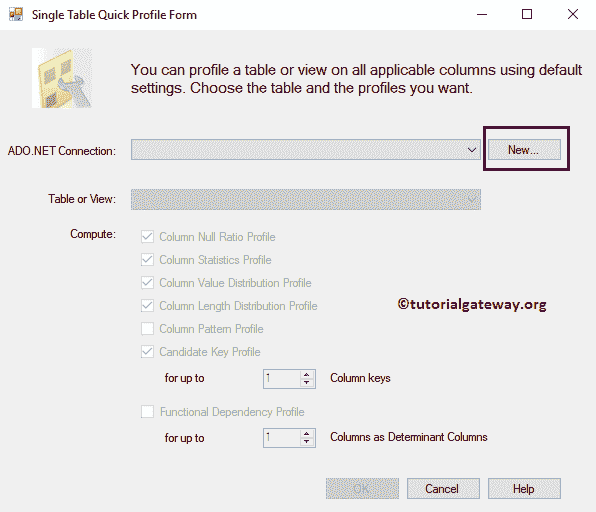 Single Table Quick Profile Form
You can profile a table or view on all applicable columns using default
settings. Choose the table and the profiles you want.
ADO.NET Connection:
New...
Table or View:
Compute:
Column Null Ratio Profile
Column Statistics Profile
Column Value Distribution Profile
Column Length Distribution Profile
©tutorialgateway.org
Column Pattern Profile
Candidate Key Profile
for up to 1 Column keys
Functional Dependency Profile
for up to 1 Columns as Determinant Columns
OK Cancel Help